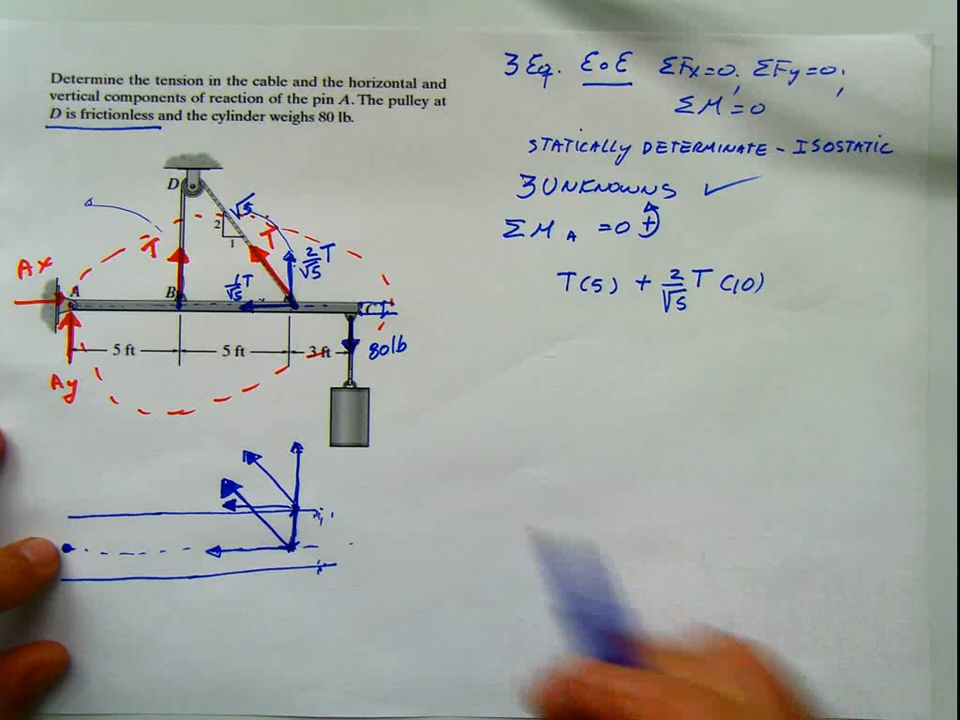 Determine the tension in the cable and the horizontal and
vertical components of reaction of the pin A. The pulley at
D is frictionless and the cylinder weighs 80 lb.
3 Eq. EoE ΣFx=0, ΣFy=0,
ΣM=0
STATICALLY DETERMINATE - ISOSTATIC
3 UNKNOWNS ✓
ΣM A =0 +
T(5) + 2/√5 T(10)
D
√5
2
1
T
T
2/√5 T
1/√5 T
Ax
A
B
C
5 ft
5 ft
3 ft
80lb
Ay